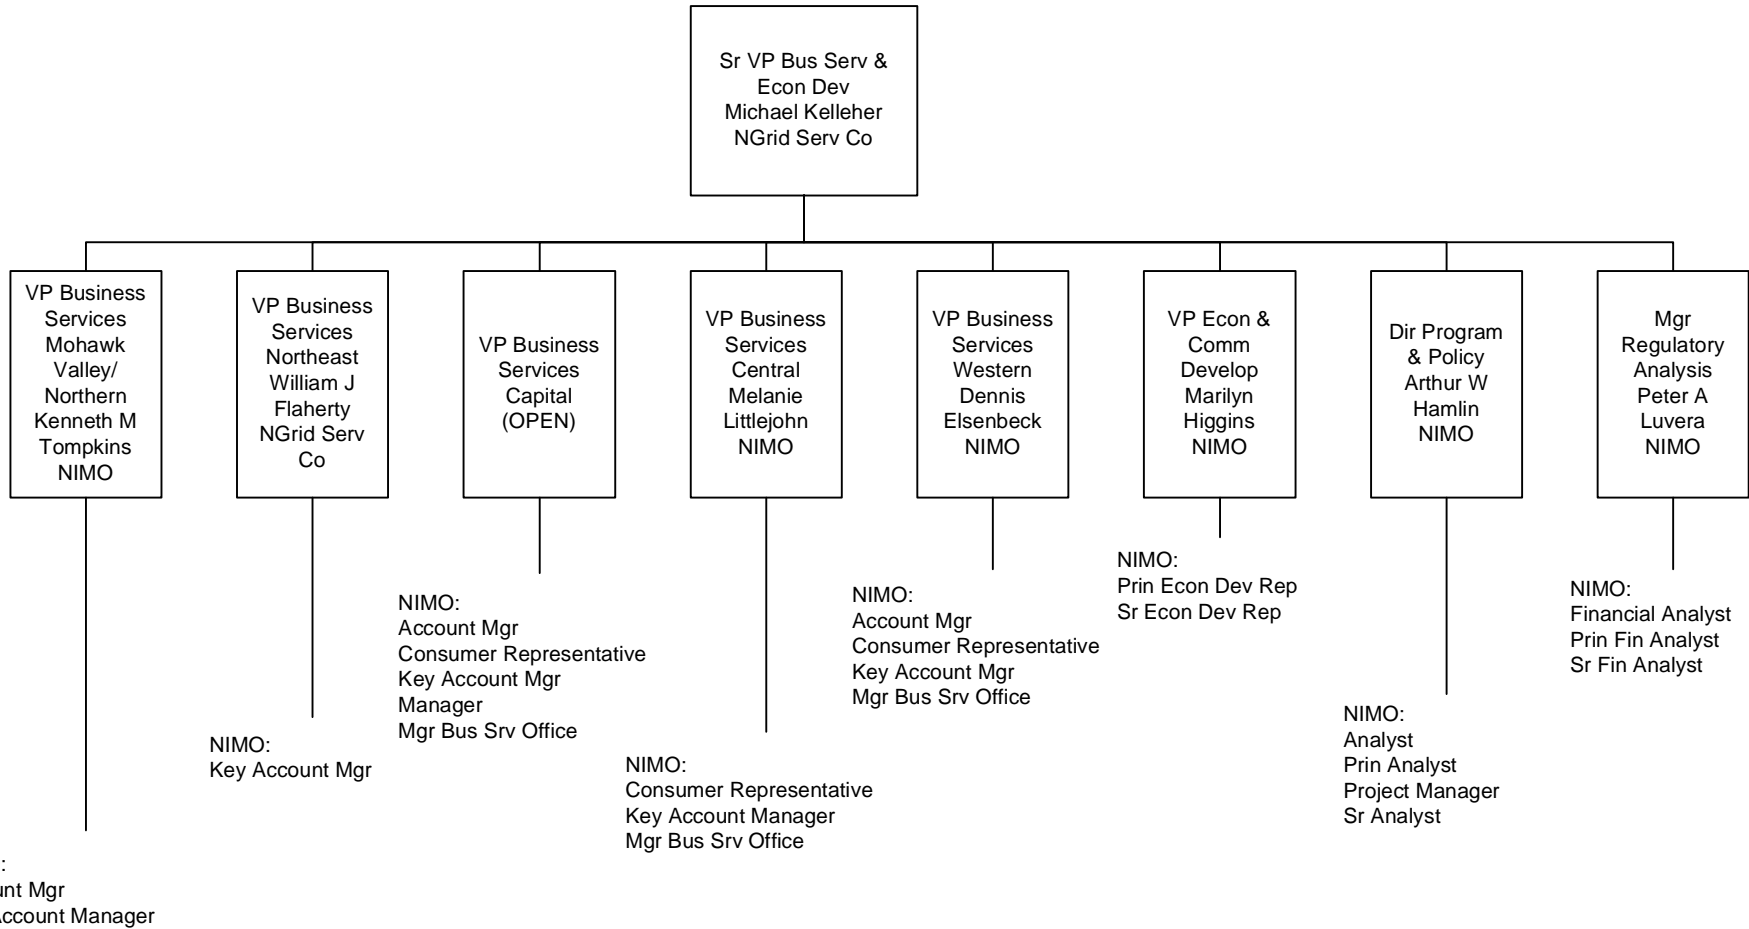 Sr VP Bus Serv &
Econ Dev
Michael Kelleher
NGrid Serv Co
VP Business
Services
Mohawk
Valley/
Northern
Kenneth M
Tompkins
NIMO
VP Business
Services
Northeast
William J
Flaherty
NGrid Serv
Co
VP Business
Services
Capital
(OPEN)
VP Business
Services
Central
Melanie
Littlejohn
NIMO
VP Business
Services
Western
Dennis
Elsenbeck
NIMO
VP Econ &
Comm
Develop
Marilyn
Higgins
NIMO
Dir Program
& Policy
Arthur W
Hamlin
NIMO
Mgr
Regulatory
Analysis
Peter A
Luvera
NIMO
:
Mgr
Account Manager
NIMO:
Key Account Mgr
NIMO:
Account Mgr
Consumer Representative
Key Account Mgr
Manager
Mgr Bus Srv Office
NIMO:
Consumer Representative
Key Account Manager
Mgr Bus Srv Office
NIMO:
Account Mgr
Consumer Representative
Key Account Mgr
Mgr Bus Srv Office
NIMO:
Prin Econ Dev Rep
Sr Econ Dev Rep
NIMO:
Analyst
Prin Analyst
Project Manager
Sr Analyst
NIMO:
Financial Analyst
Prin Fin Analyst
Sr Fin Analyst